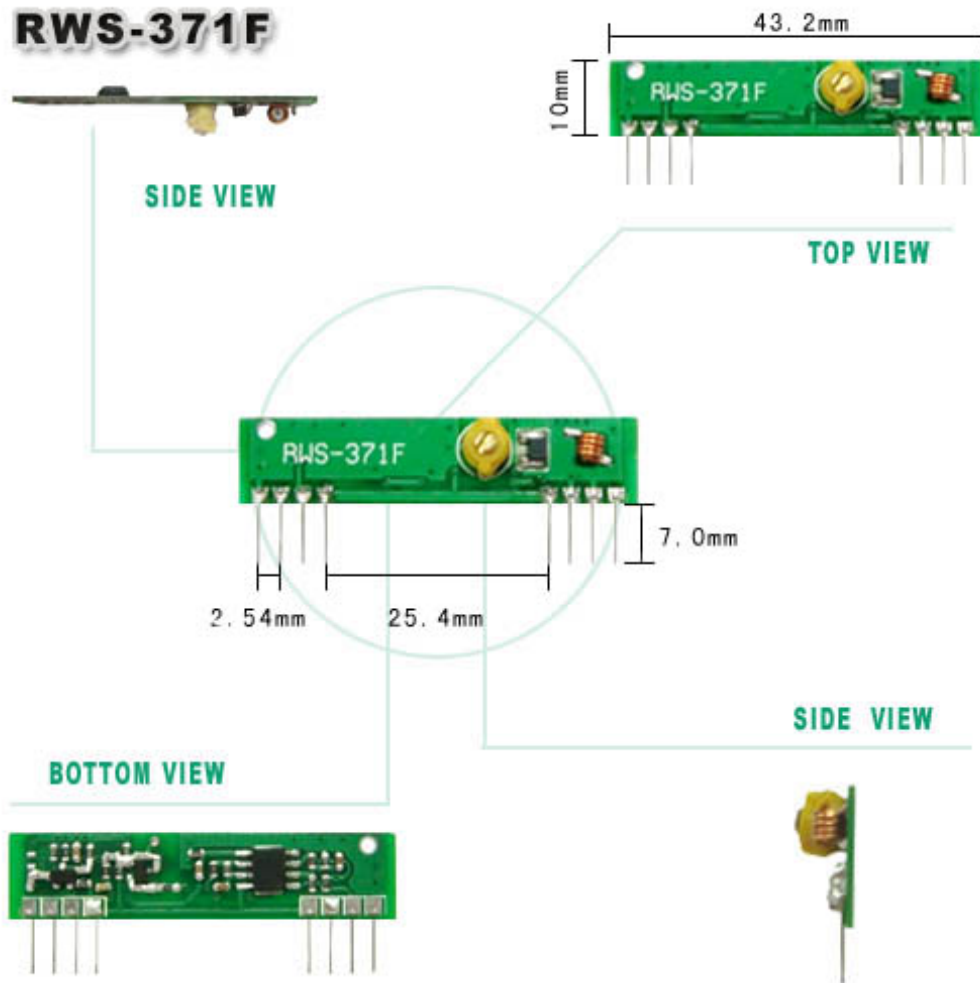 RWS-371F
43. 2mm
10mm
RWS-371F
SIDE VIEW
TOP VIEW
RWS-371F
7. 0mm
2. 54mm
25. 4mm
SIDE VIEW
BOTTOM VIEW